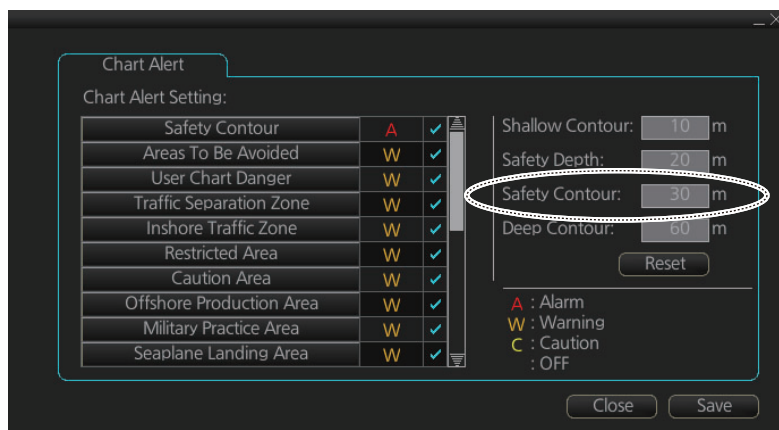 Chart Alert
Chart Alert Setting:
Safety Contour A
Areas To Be Avoided W
User Chart Danger W
Traffic Separation Zone W
Inshore Traffic Zone W
Restricted Area W
Caution Area W
Offshore Production Area W
Military Practice Area W
Seaplane Landing Area W
Shallow Contour: 10 m
Safety Depth: 20 m
Safety Contour: 30 m
Deep Contour: 60 m
Reset
A : Alarm
W : Warning
C : Caution
: OFF
Close Save